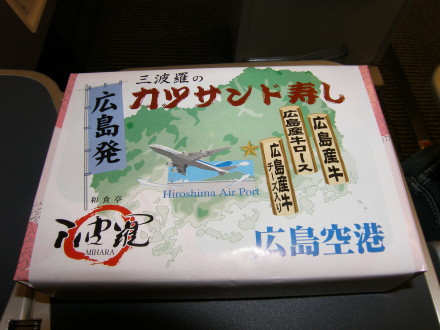 三波羅の
カツサンド寿し
広島発
広島産牛
広島産牛ロース
広島産牛
チーズ入り
Hiroshima Air Port
和食亭
三波羅
MIHARA
広島空港